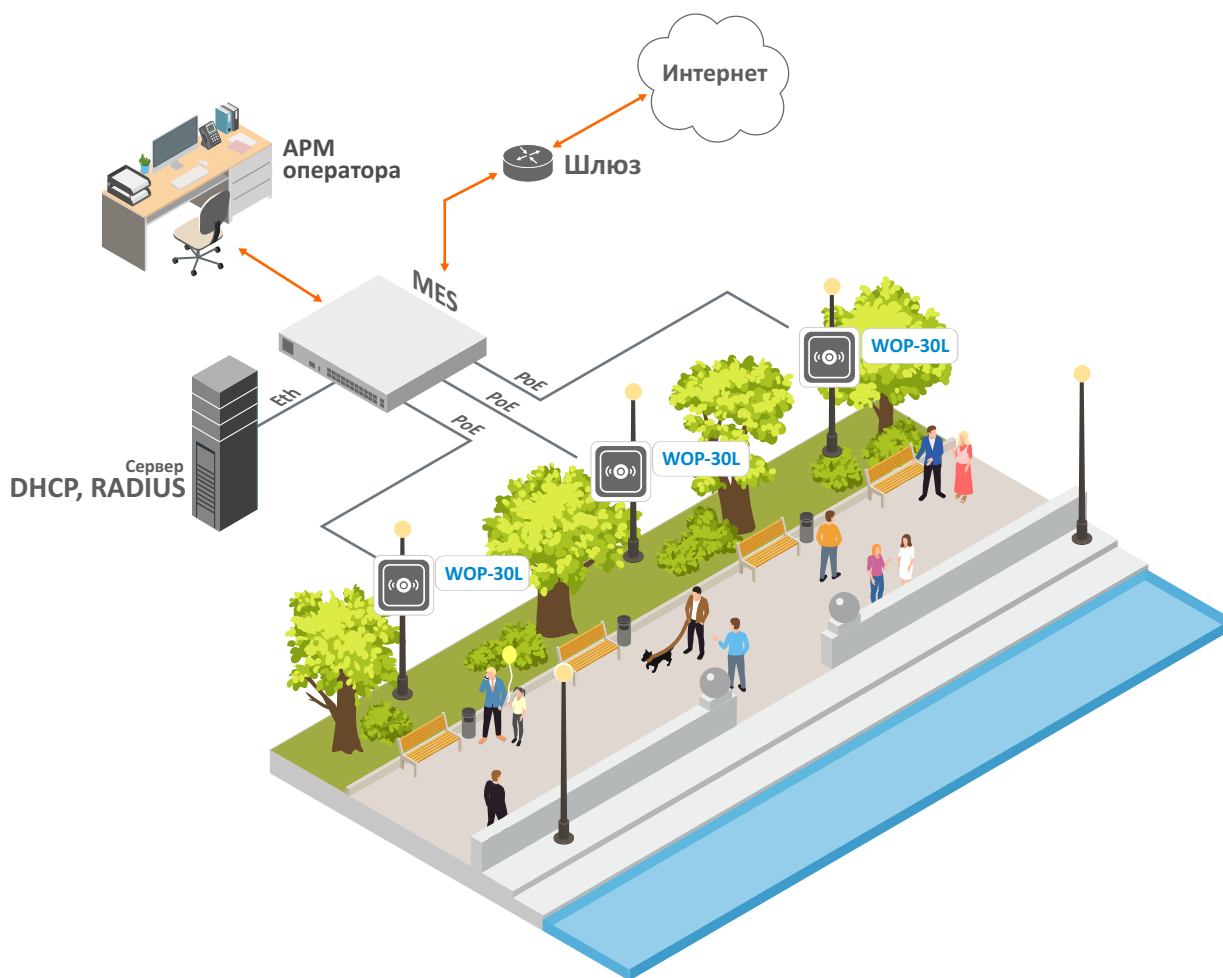 Интернет
АРМ
оператора
Шлюз
MES
WOP-30L
PoE
PoE
Eth
PoE
WOP-30L
Сервер
DHCP, RADIUS
WOP-30L